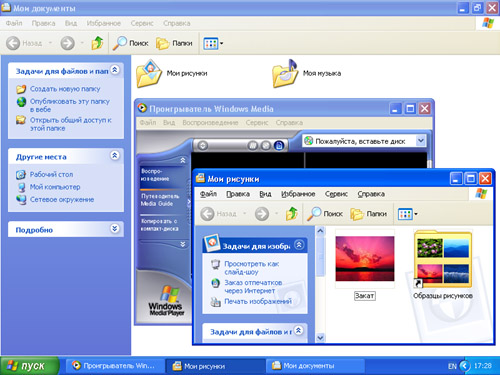 Мои документы
Файл Правка Вид Избранное Сервис Справка
Назад Поиск Папки
Задачи для файлов и пап
Создать новую папку
Опубликовать эту папку
в вебе
Открыть общий доступ к
этой папке
Другие места
Рабочий стол
Мой компьютер
Сетевое окружение
Подробно
Мои рисунки
Моя музыка
Проигрыватель Windows Media
Файл Вид Воспроизведение Сервис Справка
Пожалуйста, вставьте диск
Воспро-
изведение
Путеводитель
Media Guide
Копировать с
компакт-диска
Windows
Media Player
Мои рисунки
Файл Правка Вид Избранное Сервис Справка
Назад Поиск Папки
Задачи для изобра
Просмотреть как
слайд-шоу
Заказ отпечатков
через Интернет
Печать изображений
Задачи для файлов и п
Закат
Образцы рисунков
пуск
Проигрыватель Win...
Мои рисунки
Мои документы
EN
17:28